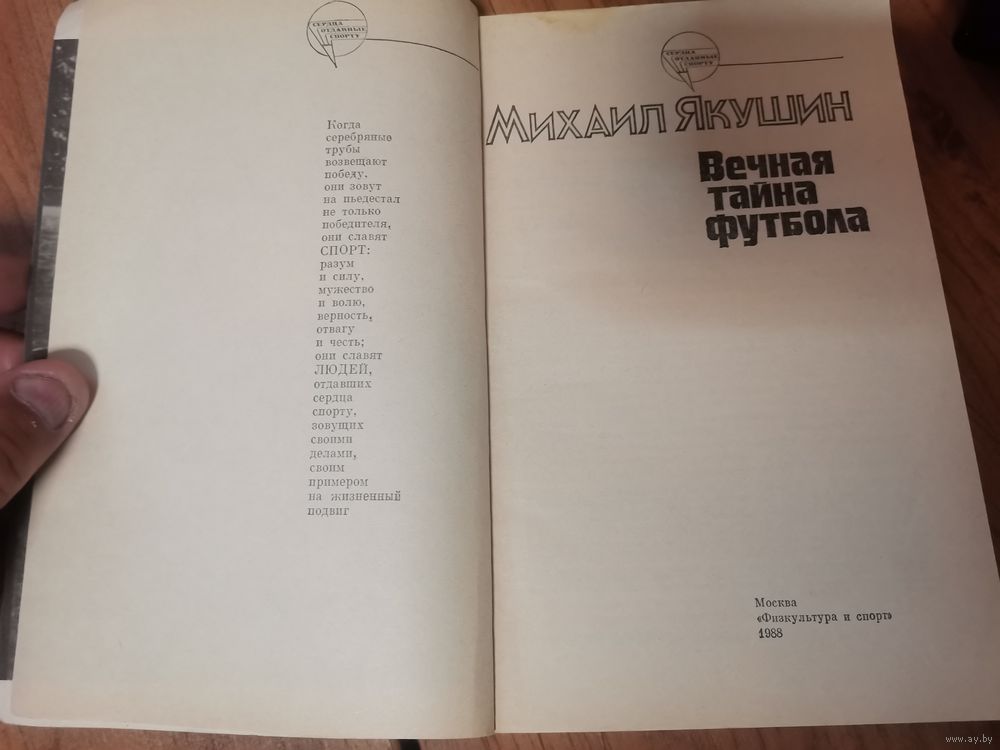 СЕРДЦА
ОТДАННЫЕ
СПОРТУ
Когда
серебряные
трубы
возвещают
победу,
они зовут
на пьедестал
не только
победителя,
они славят
СПОРТ:
разум
и силу,
мужество
и волю,
верность,
отвагу
и честь;
они славят
ЛЮДЕЙ,
отдавших
сердца
спорту,
зовущих
своими
делами,
своим
примером
на жизненный
подвиг
СЕРДЦА
ОТДАННЫЕ
СПОРТУ
МИХАИЛ ЯКУШИН
Вечная
тайна
футбола
Москва
«Физкультура и спорт»
1988
www.ay.by